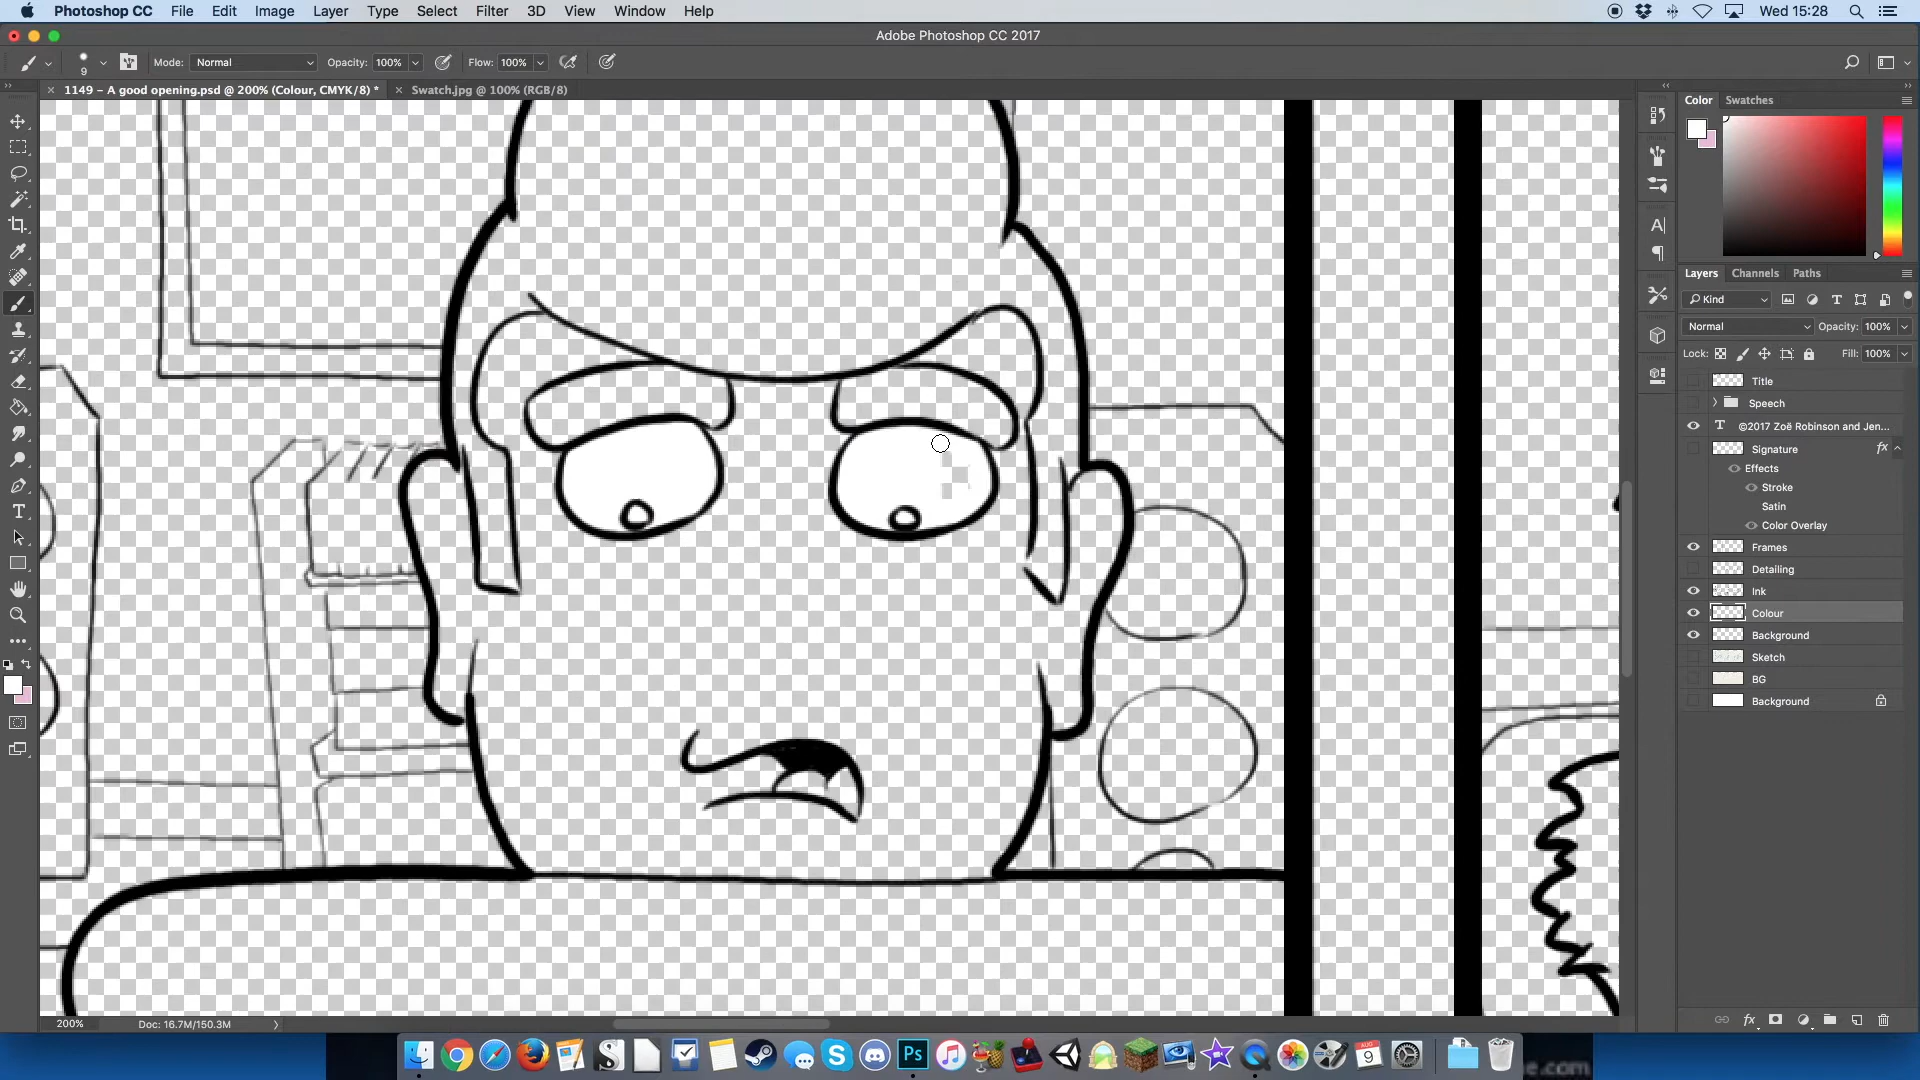 Photoshop CC File Edit Image Layer Type Select Filter 3D View Window Help Wed 15:28
Adobe Photoshop CC 2017
9 Mode: Normal Opacity: 100% Flow: 100%
1149 - A good opening.psd @ 200% (Colour, CMYK/8) * Swatch.jpg @ 100% (RGB/8)
Color Swatches
Layers Channels Paths
Kind
Normal Opacity: 100%
Lock: Fill: 100%
Title
Speech
©2017 Zoë Robinson and Jen...
Signature fx
Effects
Stroke
Satin
Color Overlay
Frames
Detailing
Ink
Colour
Background
Sketch
BG
Background
200% Doc: 16.7M/150.3M
Ps
9